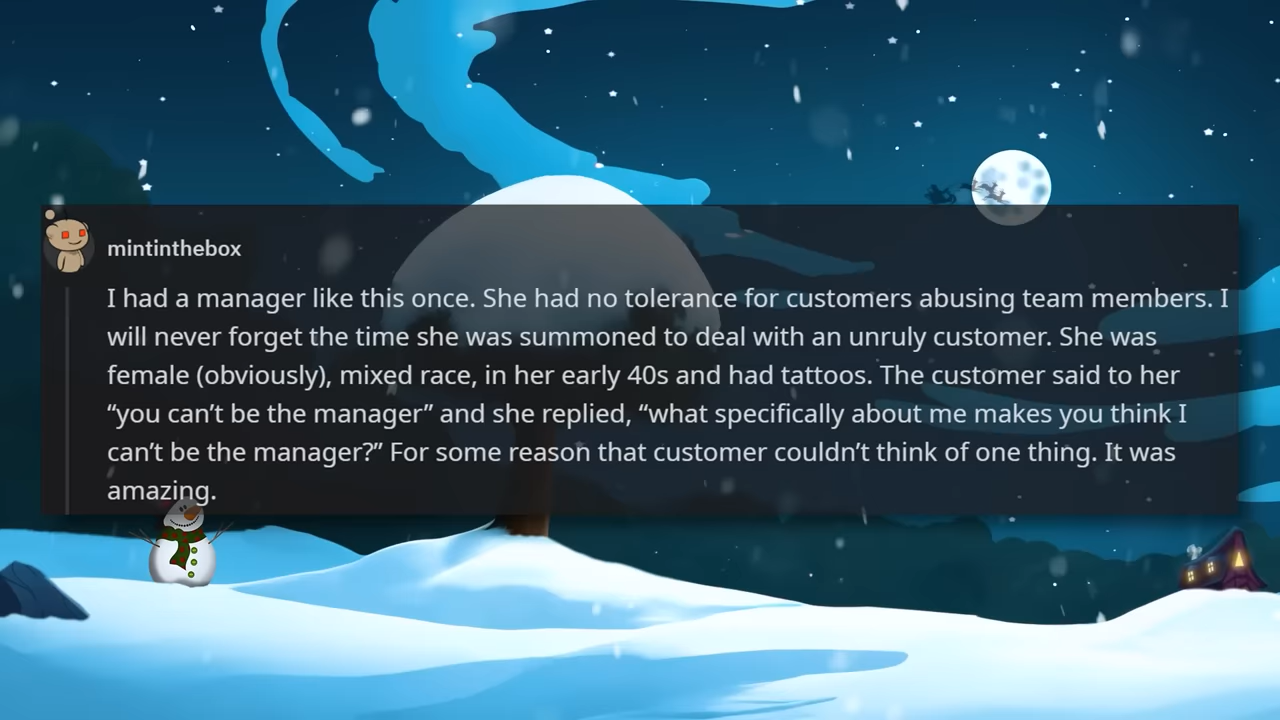 mintinthebox
I had a manager like this once. She had no tolerance for customers abusing team members. I
will never forget the time she was summoned to deal with an unruly customer. She was
female (obviously), mixed race, in her early 40s and had tattoos. The customer said to her
“you can’t be the manager” and she replied, “what specifically about me makes you think I
can’t be the manager?” For some reason that customer couldn’t think of one thing. It was
amazing.